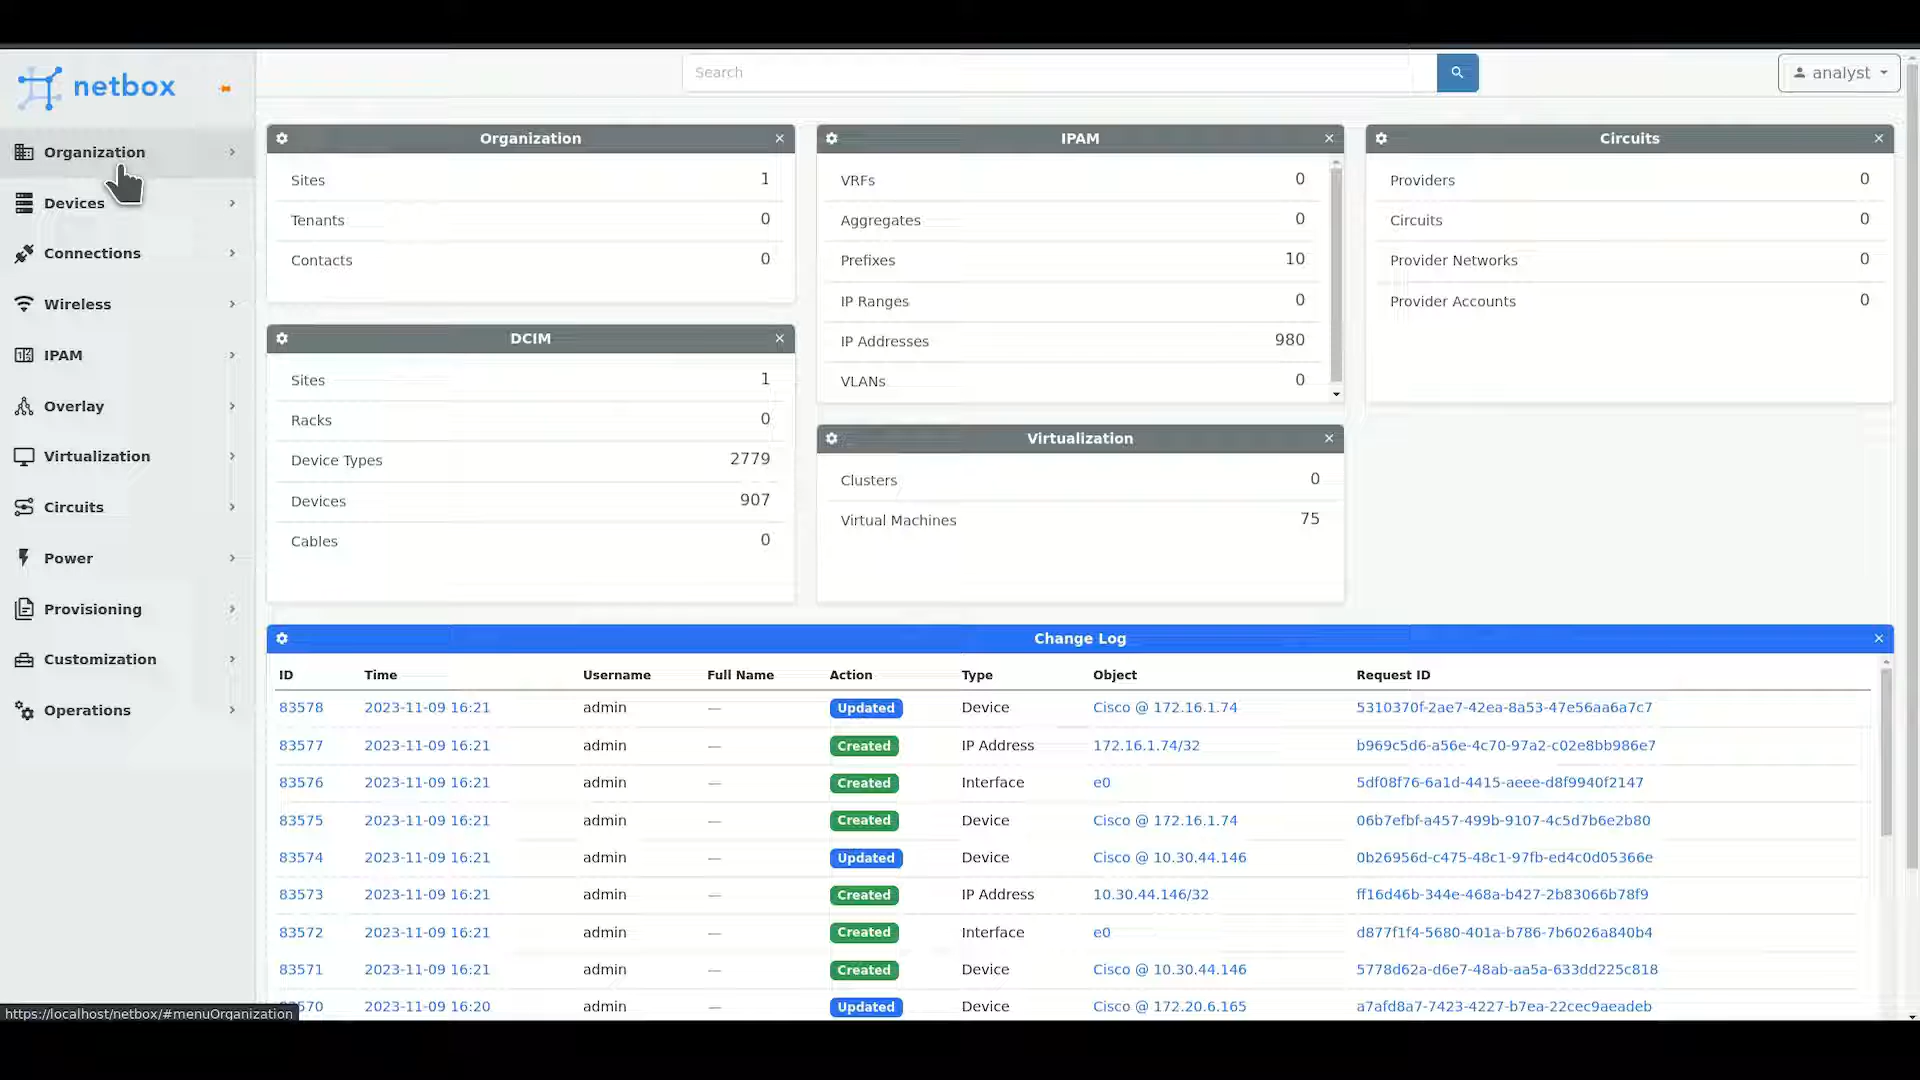 netbox
Search
analyst
Organization
Devices
Connections
Wireless
IPAM
Overlay
Virtualization
Circuits
Power
Provisioning
Customization
Operations
Organization
Sites 1
Tenants 0
Contacts 0
DCIM
Sites 1
Racks 0
Device Types 2779
Devices 907
Cables 0
IPAM
VRFs 0
Aggregates 0
Prefixes 10
IP Ranges 0
IP Addresses 980
VLANs 0
Virtualization
Clusters 0
Virtual Machines 75
Circuits
Providers 0
Circuits 0
Provider Networks 0
Provider Accounts 0
Change Log
ID Time Username Full Name Action Type Object Request ID
83578 2023-11-09 16:21 admin — Updated Device Cisco @ 172.16.1.74 5310370f-2ae7-42ea-8a53-47e56aa6a7c7
83577 2023-11-09 16:21 admin — Created IP Address 172.16.1.74/32 b969c5d6-a56e-4c70-97a2-c02e8bb986e7
83576 2023-11-09 16:21 admin — Created Interface e0 5df08f76-6a1d-4415-aeee-d8f9940f2147
83575 2023-11-09 16:21 admin — Created Device Cisco @ 172.16.1.74 06b7efbf-a457-499b-9107-4c5d7b6e2b80
83574 2023-11-09 16:21 admin — Updated Device Cisco @ 10.30.44.146 0b26956d-c475-48c1-97fb-ed4c0d05366e
83573 2023-11-09 16:21 admin — Created IP Address 10.30.44.146/32 ff16d46b-344e-468a-b427-2b83066b78f9
83572 2023-11-09 16:21 admin — Created Interface e0 d877f1f4-5680-401a-b786-7b6026a840b4
83571 2023-11-09 16:21 admin — Created Device Cisco @ 10.30.44.146 5778d62a-d6e7-48ab-aa5a-633dd225c818
2023-11-09 16:20 admin — Updated Device Cisco @ 172.20.6.165 a7afd8a7-7423-4227-b7ea-22cec9aeadeb
https://localhost/netbox/#menuOrganization